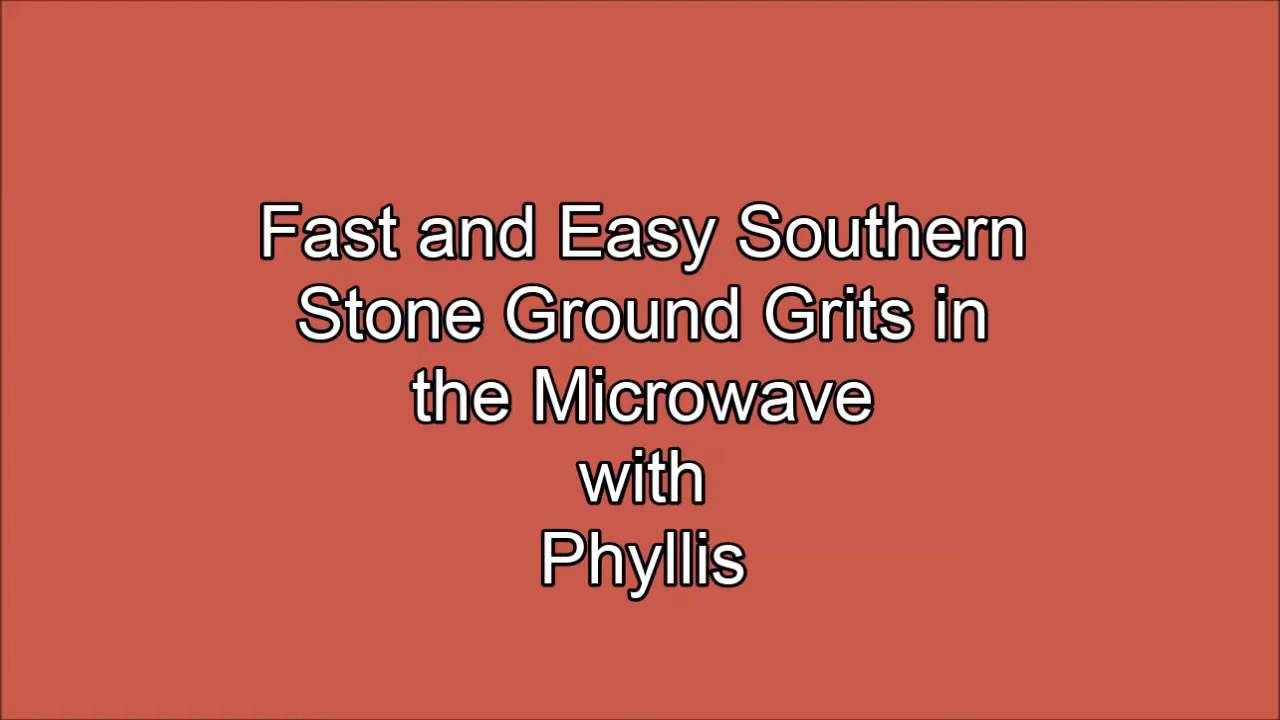 Fast and Easy Southern
Stone Ground Grits in
the Microwave
with
Phyllis